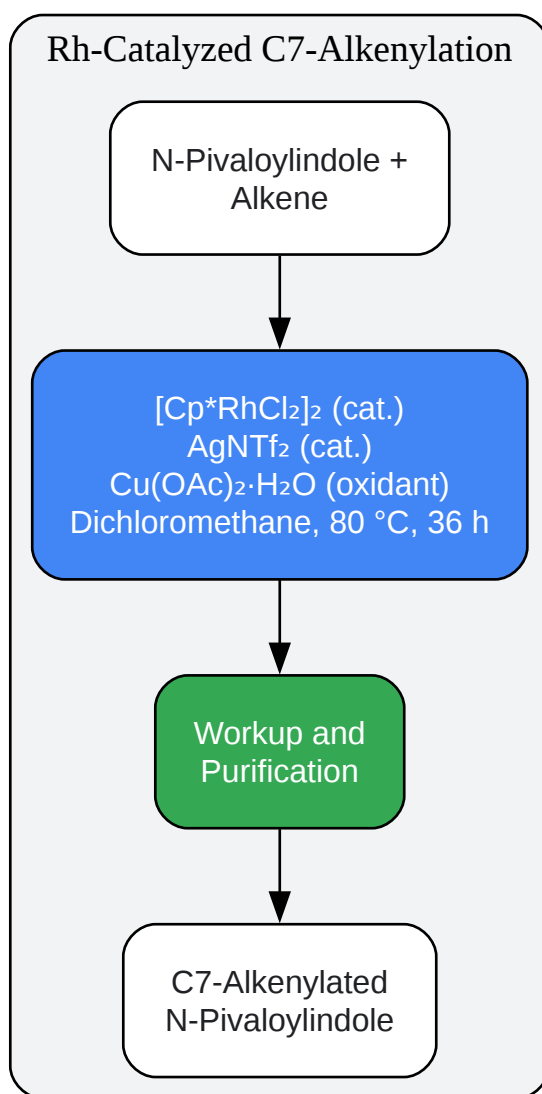 Rh-Catalyzed C7-Alkenylation
N-Pivaloylindole +
Alkene
[Cp*RhCl₂]₂ (cat.)
AgNTf₂ (cat.)
Cu(OAc)₂·H₂O (oxidant)
Dichloromethane, 80 °C, 36 h
Workup and
Purification
C7-Alkenylated
N-Pivaloylindole